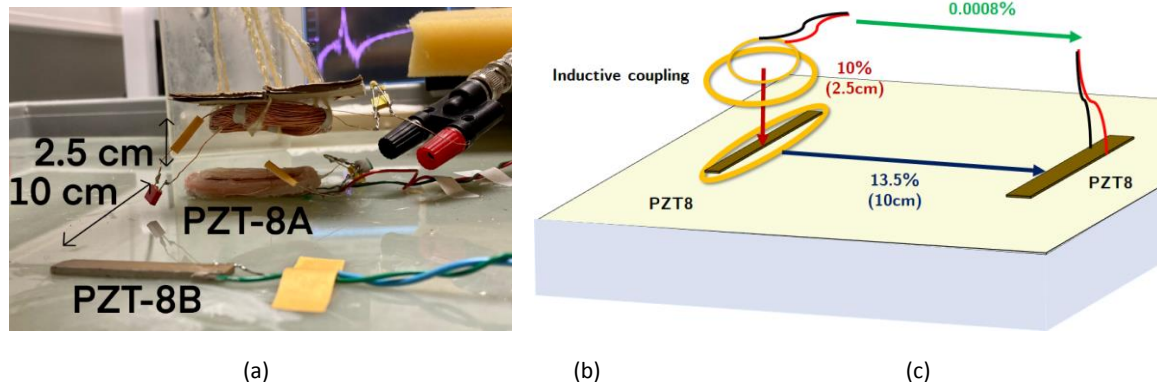 2.5 cm
10 cm
PZT-8A
PZT-8B
0.0008%
Inductive coupling
10%
(2.5cm)
13.5%
(10cm)
PZT8
PZT8
(a) (b) (c)